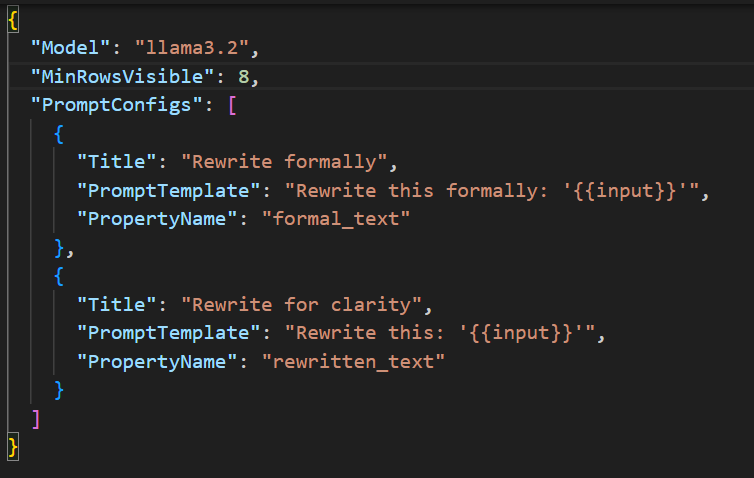 {
  "Model": "llama3.2",
  "MinRowsVisible": 8,
  "PromptConfigs": [
    {
      "Title": "Rewrite formally",
      "PromptTemplate": "Rewrite this formally: '{{input}}'",
      "PropertyName": "formal_text"
    },
    {
      "Title": "Rewrite for clarity",
      "PromptTemplate": "Rewrite this: '{{input}}'",
      "PropertyName": "rewritten_text"
    }
  ]
}